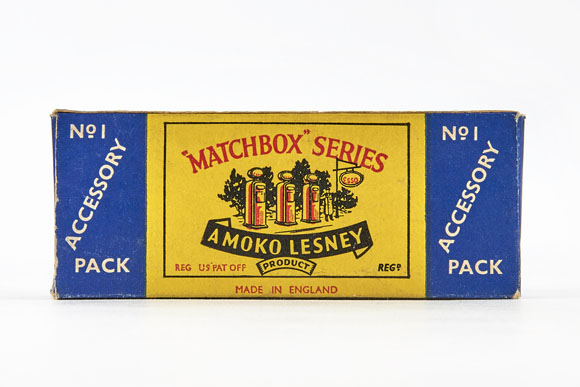 Nº1
ACCESSORY
PACK
"MATCHBOX" SERIES
ESSO
A MOKO LESNEY
PRODUCT
REG US PAT OFF
REGD
MADE IN ENGLAND
Nº1
ACCESSORY
PACK